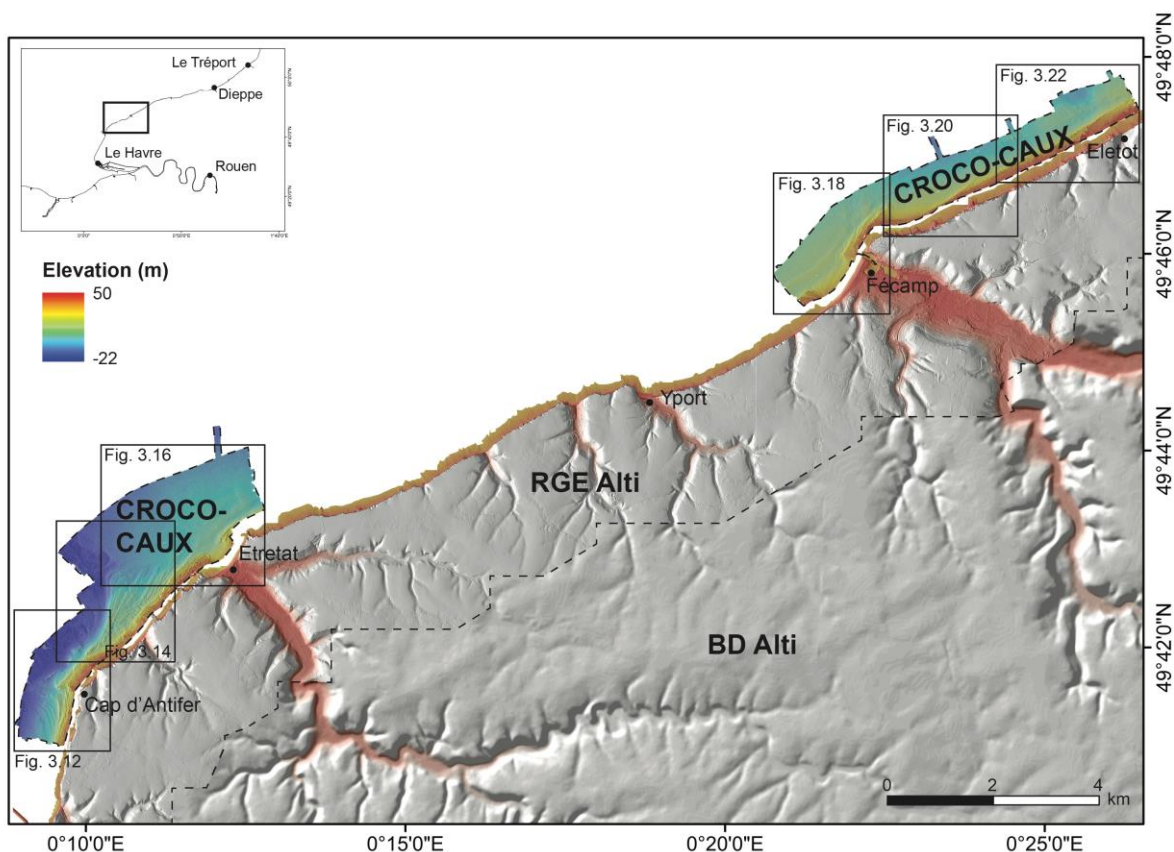 Le Tréport
Dieppe
Le Havre
Rouen
Elevation (m)
50
-22
Fig. 3.22
Fig. 3.20
Fig. 3.18
CROCO-CAUX
Eletot
Fécamp
Yport
RGE Alti
Fig. 3.16
CROCO-
CAUX
Etretat
BD Alti
Fig. 3.14
Cap d'Antifer
Fig. 3.12
0 2 4
km
49°48'0"N
49°46'0"N
49°44'0"N
49°42'0"N
0°10'0"E 0°15'0"E 0°20'0"E 0°25'0"E